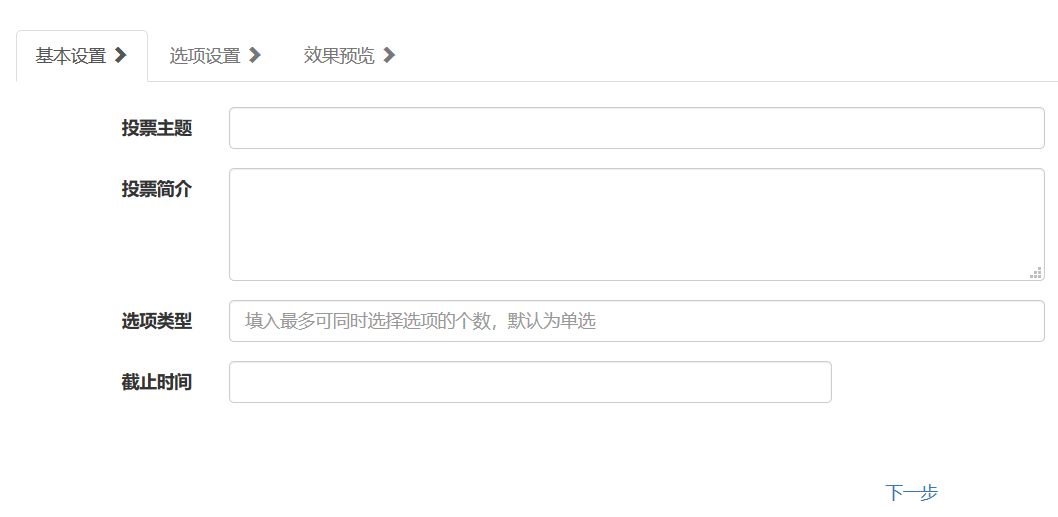 基本设置 选项设置 效果预览
投票主题
投票简介
选项类型 填入最多可同时选择选项的个数，默认为单选
截止时间
下一步